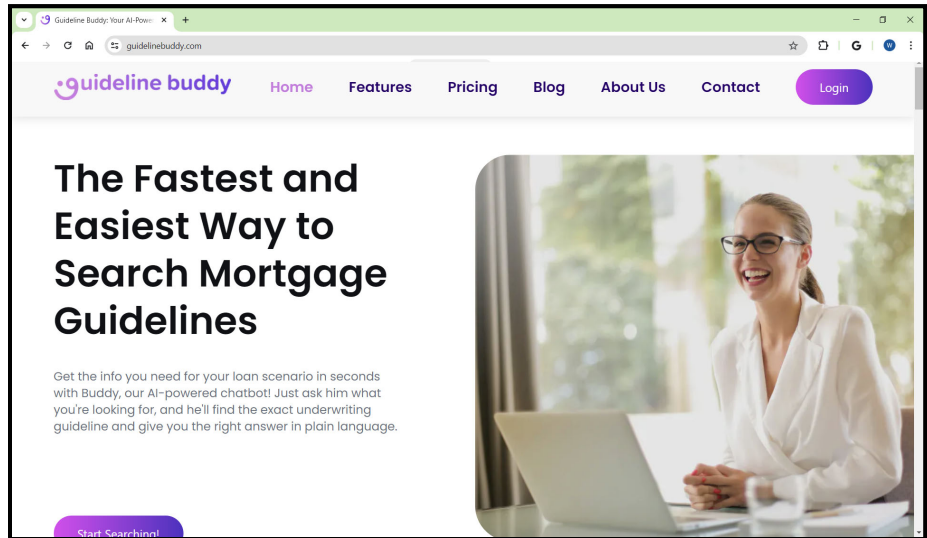 Guideline Buddy: Your AI-Power
guidelinebuddy.com
G
W
guideline buddy
Home
Features
Pricing
Blog
About Us
Contact
Login
The Fastest and
Easiest Way to
Search Mortgage
Guidelines
Get the info you need for your loan scenario in seconds
with Buddy, our AI-powered chatbot! Just ask him what
you're looking for, and he'll find the exact underwriting
guideline and give you the right answer in plain language.
Start Searching!